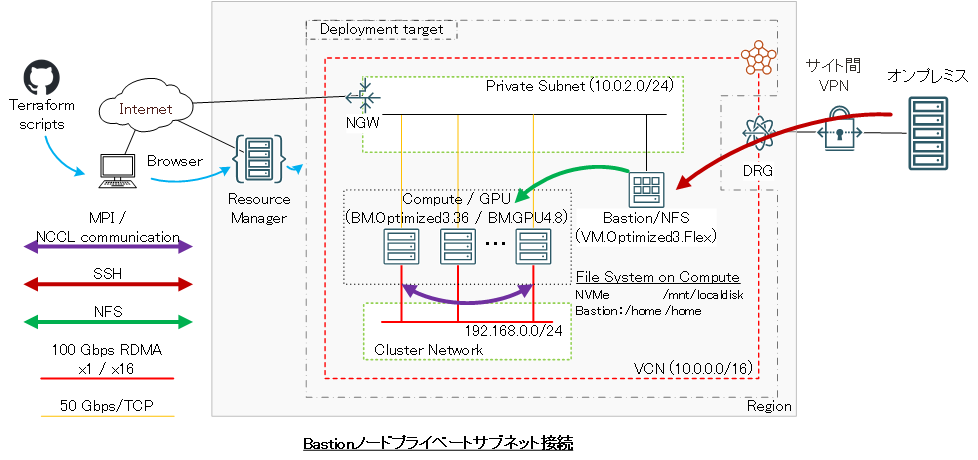 Deployment target
サイト間
VPN
オンプレミス
Terraform
scripts
Internet
NGW
Private Subnet (10.0.2.0/24)
DRG
Browser
Resource
Manager
Compute / GPU
(BM.Optimized3.36 / BM.GPU4.8)
...
Bastion/NFS
(VM.Optimized3.Flex)
MPI /
NCCL communication
SSH
NFS
100 Gbps RDMA
x1 / x16
50 Gbps/TCP
File System on Compute
NVMe /mnt/localdisk
Bastion:/home /home
192.168.0.0/24
Cluster Network
VCN (10.0.0.0/16)
Region
Bastionノードプライベートサブネット接続